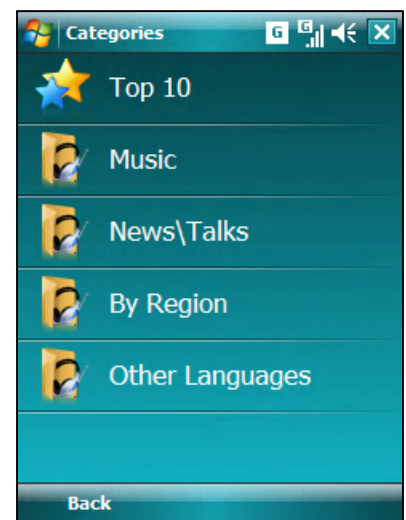 Categories
G G
Top 10
Music
News\Talks
By Region
Other Languages
Back